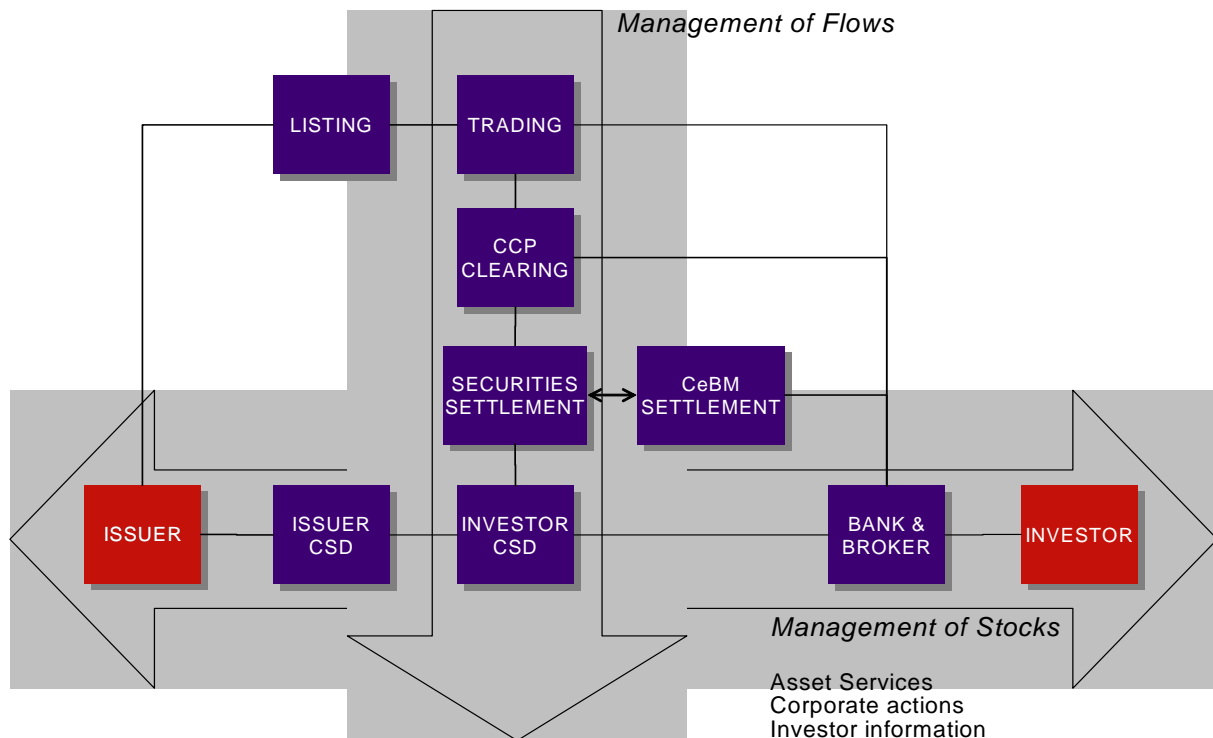 Management of Flows
LISTING
TRADING
CCP
CLEARING
SECURITIES
SETTLEMENT
CeBM
SETTLEMENT
ISSUER
ISSUER
CSD
INVESTOR
CSD
BANK &
BROKER
INVESTOR
Management of Stocks
Asset Services
Corporate actions
Investor information